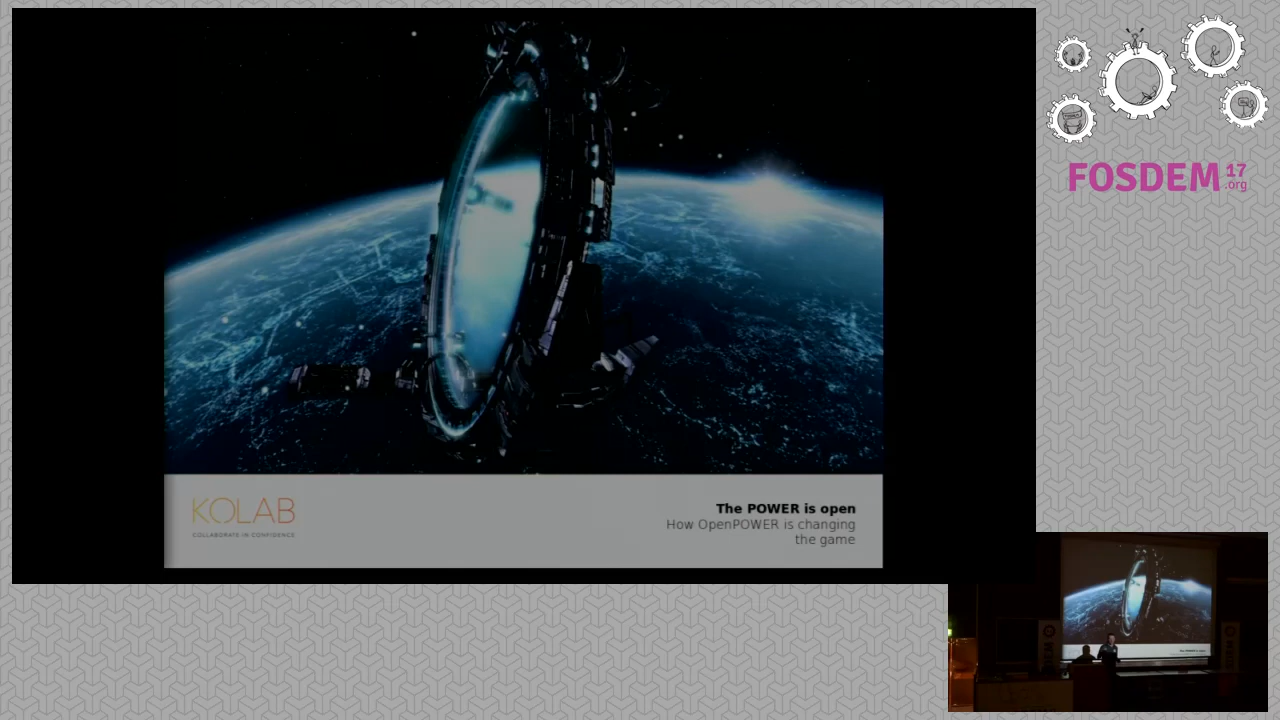 FOSDEM 17
.org
KOLAB
COLLABORATE IN CONFIDENCE
The POWER is open
How OpenPOWER is changing
the game